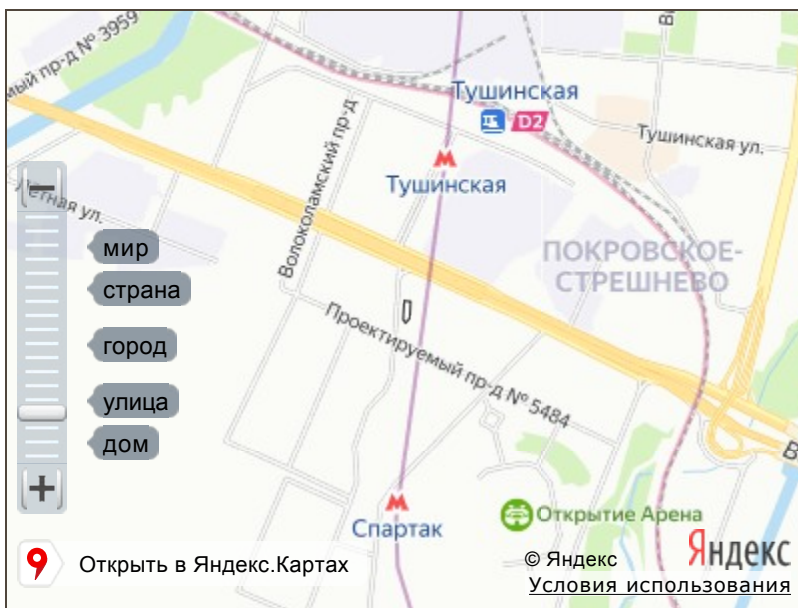 мый пр-д № 3959
Тушинская
D2
Тушинская ул.
Тушинская
Летная ул.
Волоколамский пр-д
ПОКРОВСКОЕ-
СТРЕШНЕВО
мир
страна
город
улица
дом
Проектируемый пр-д № 5484
Спартак
Открытие Арена
Открыть в Яндекс.Картах
© Яндекс
Яндекс
Условия использования